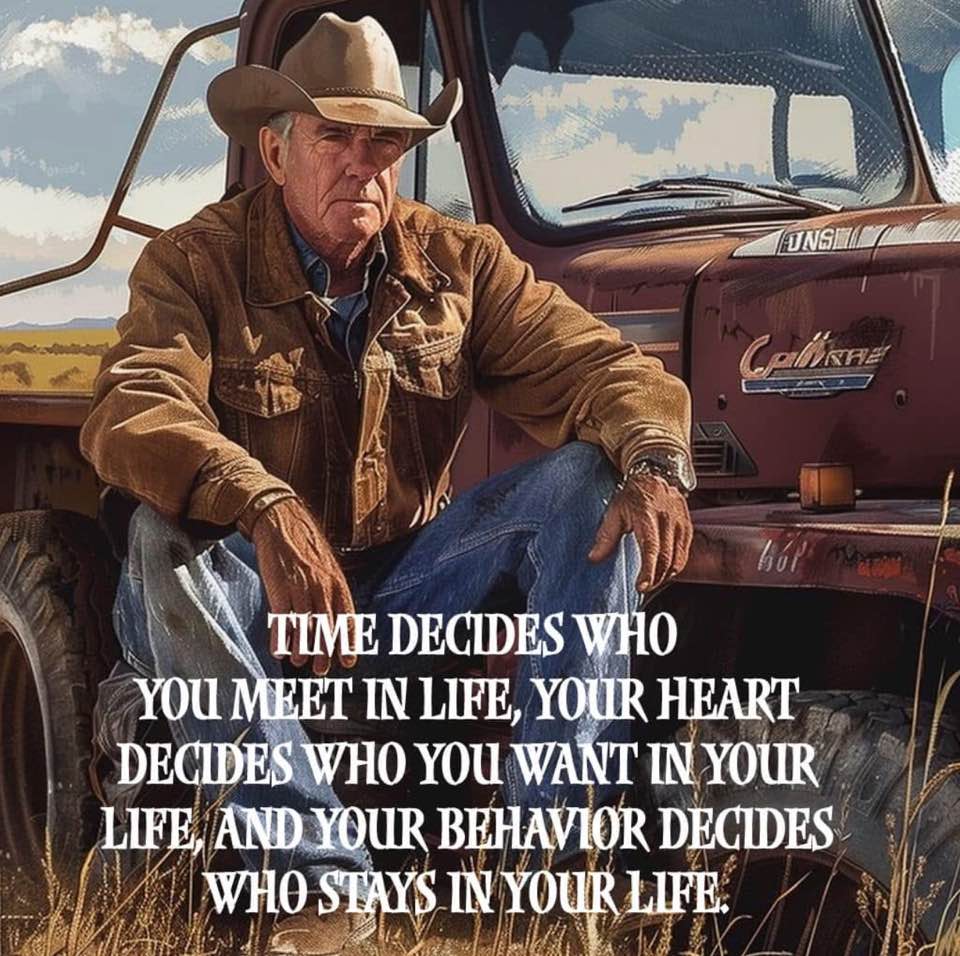 UNS
TIME DECIDES WHO
YOU MEET IN LIFE, YOUR HEART
DECIDES WHO YOU WANT IN YOUR
LIFE, AND YOUR BEHAVIOR DECIDES
WHO STAYS IN YOUR LIFE.